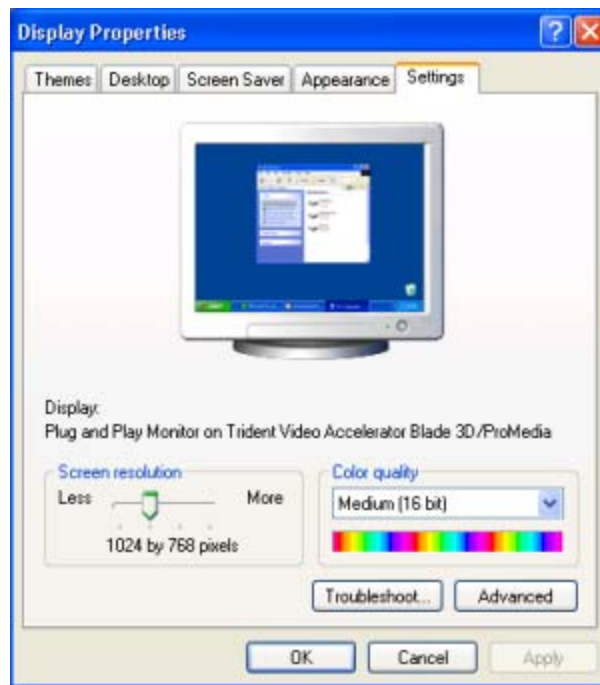 Display Properties
Themes
Desktop
Screen Saver
Appearance
Settings
Display:
Plug and Play Monitor on Trident Video Accelerator Blade 3D/ProMedia
Screen resolution
Less
More
1024 by 768 pixels
Color quality
Medium (16 bit)
Troubleshoot...
Advanced
OK
Cancel
Apply